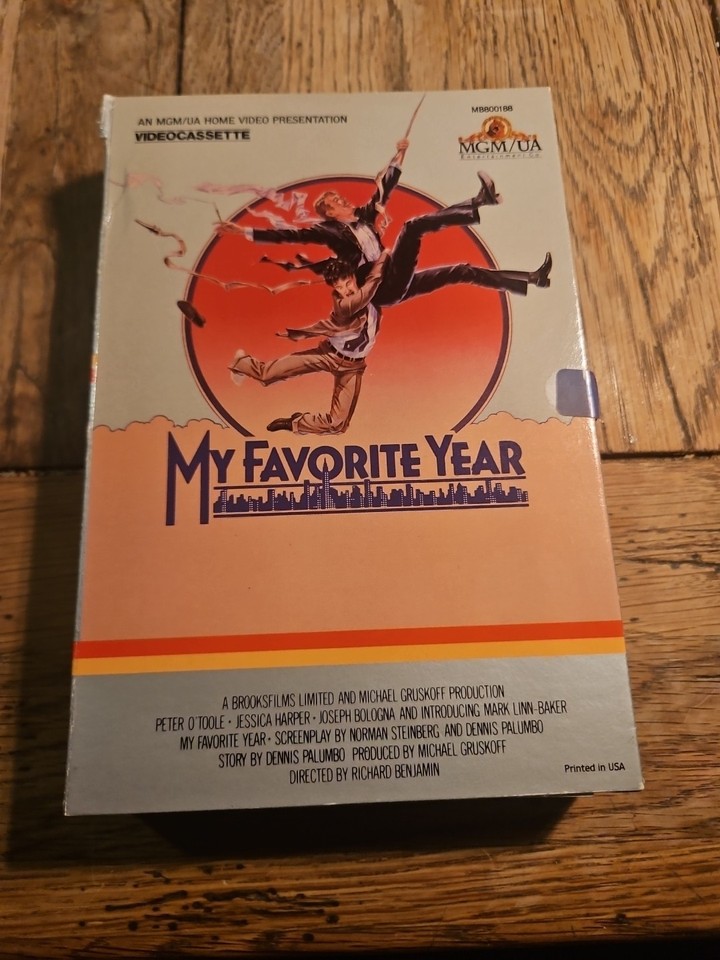 AN MGM/UA HOME VIDEO PRESENTATION
VIDEOCASSETTE
MB800188
MGM/UA
Entertainment Co.
MY FAVORITE YEAR
A BROOKSFILMS LIMITED AND MICHAEL GRUSKOFF PRODUCTION
PETER O'TOOLE · JESSICA HARPER · JOSEPH BOLOGNA AND INTRODUCING MARK LINN-BAKER
MY FAVORITE YEAR · SCREENPLAY BY NORMAN STEINBERG AND DENNIS PALUMBO
STORY BY DENNIS PALUMBO PRODUCED BY MICHAEL GRUSKOFF
DIRECTED BY RICHARD BENJAMIN
Printed in USA